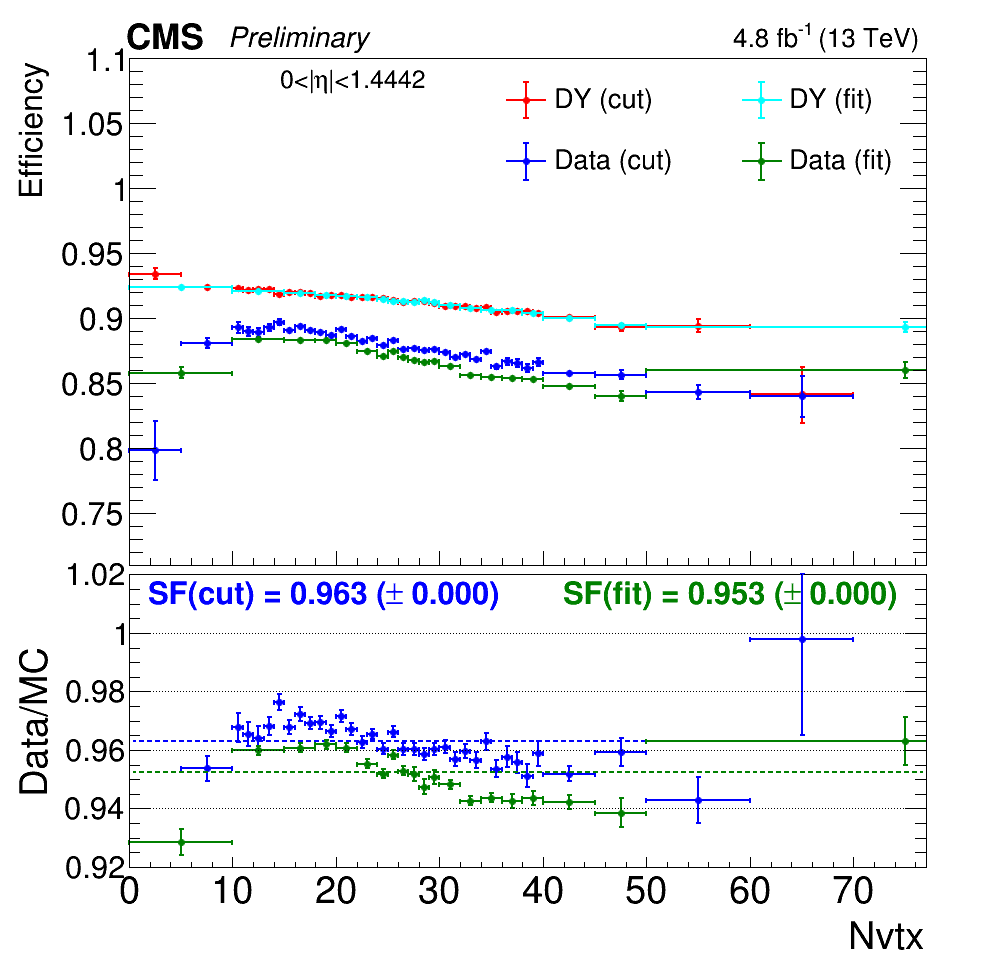 CMS Preliminary 4.8 fb⁻¹ (13 TeV)
0<|η|<1.4442
DY (cut) DY (fit)
Data (cut) Data (fit)
Efficiency
1.1
1.05
1
0.95
0.9
0.85
0.8
0.75
SF(cut) = 0.963 (± 0.000) SF(fit) = 0.953 (± 0.000)
Data/MC
1.02
1
0.98
0.96
0.94
0.92
0 10 20 30 40 50 60 70
Nvtx